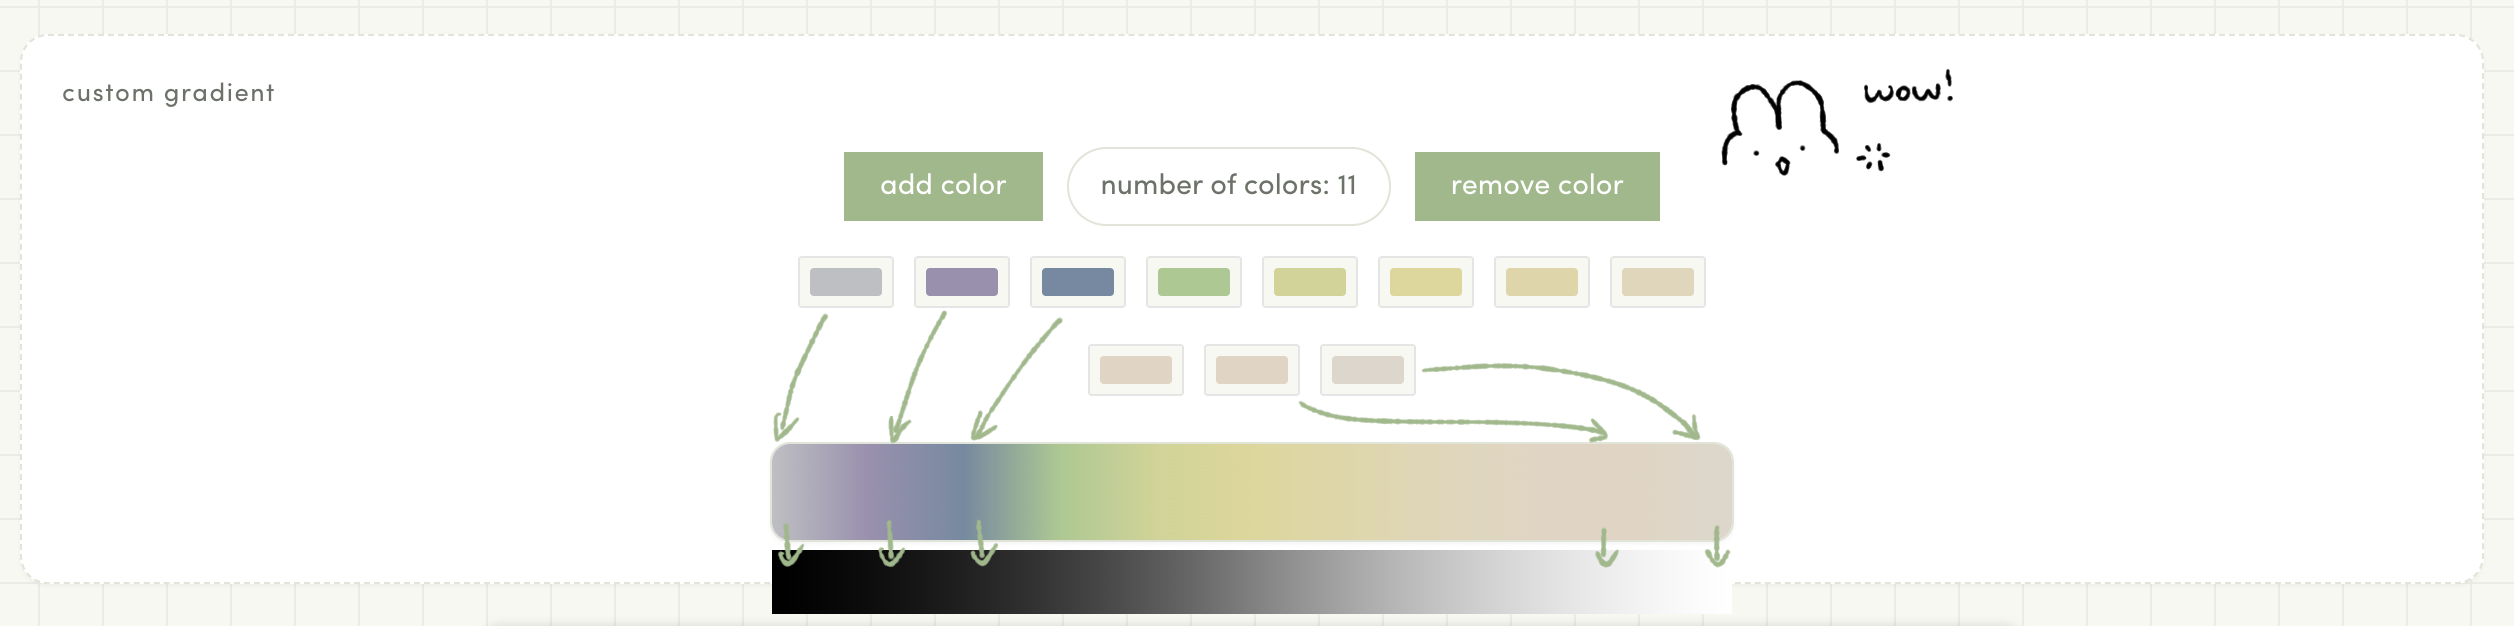 custom gradient
wow!
add color
number of colors: 11
remove color